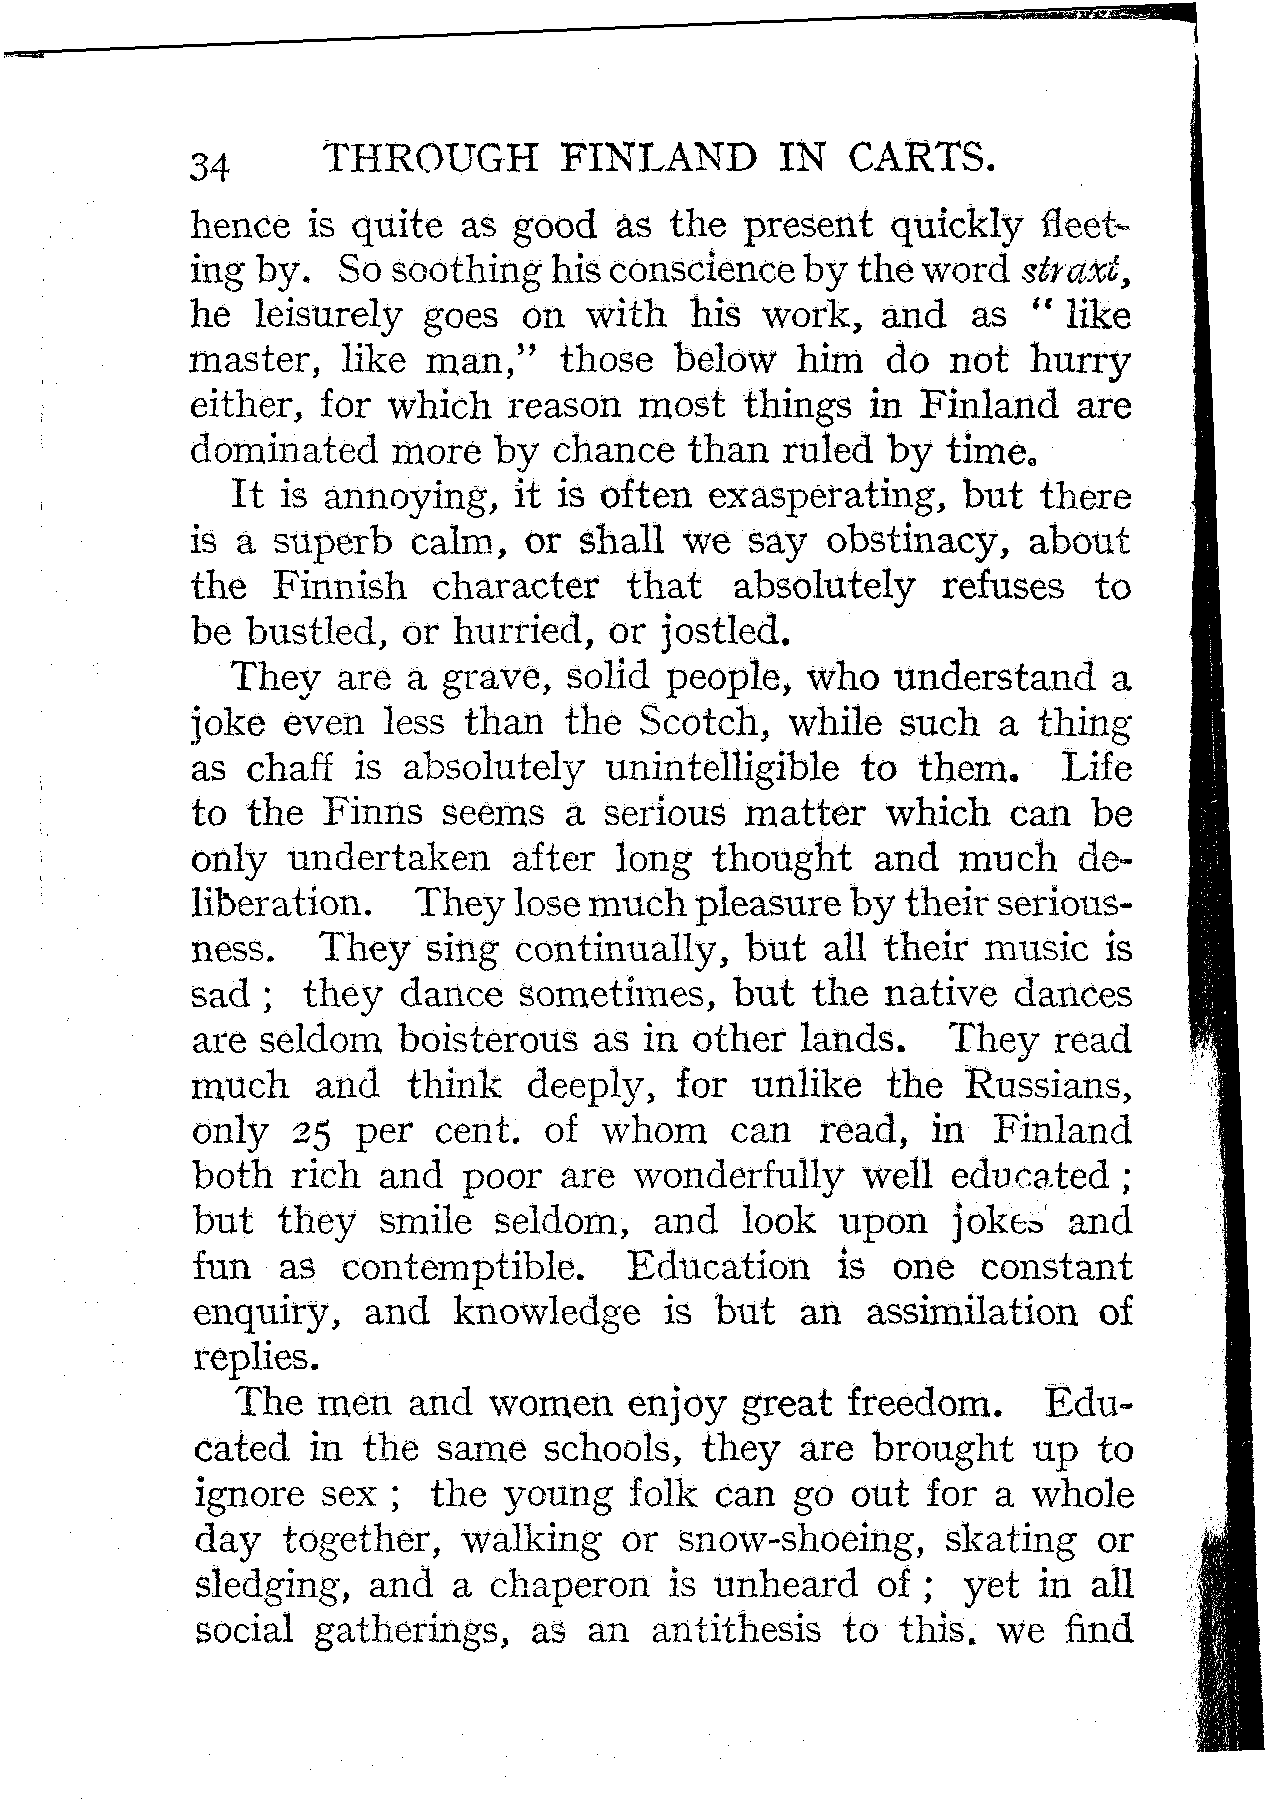 34 THROUGH FINLAND IN CARTS.
hence is quite as good as the present quickly fleet-
ing by. So soothing his conscience by the word straxt,
he leisurely goes on with his work, and as " like
master, like man," those below him do not hurry
either, for which reason most things in Finland are
dominated more by chance than ruled by time.
It is annoying, it is often exasperating, but there
is a superb calm, or shall we say obstinacy, about
the Finnish character that absolutely refuses to
be bustled, or hurried, or jostled.
They are a grave, solid people, who understand a
joke even less than the Scotch, while such a thing
as chaff is absolutely unintelligible to them. Life
to the Finns seems a serious matter which can be
only undertaken after long thought and much de-
liberation. They lose much pleasure by their serious-
ness. They sing continually, but all their music is
sad ; they dance sometimes, but the native dances
are seldom boisterous as in other lands. They read
much and think deeply, for unlike the Russians,
only 25 per cent. of whom can read, in Finland
both rich and poor are wonderfully well educated ;
but they smile seldom, and look upon jokes and
fun as contemptible. Education is one constant
enquiry, and knowledge is but an assimilation of
replies.
The men and women enjoy great freedom. Edu-
cated in the same schools, they are brought up to
ignore sex ; the young folk can go out for a whole
day together, walking or snow-shoeing, skating or
sledging, and a chaperon is unheard of ; yet in all
social gatherings, as an antithesis to this. we find